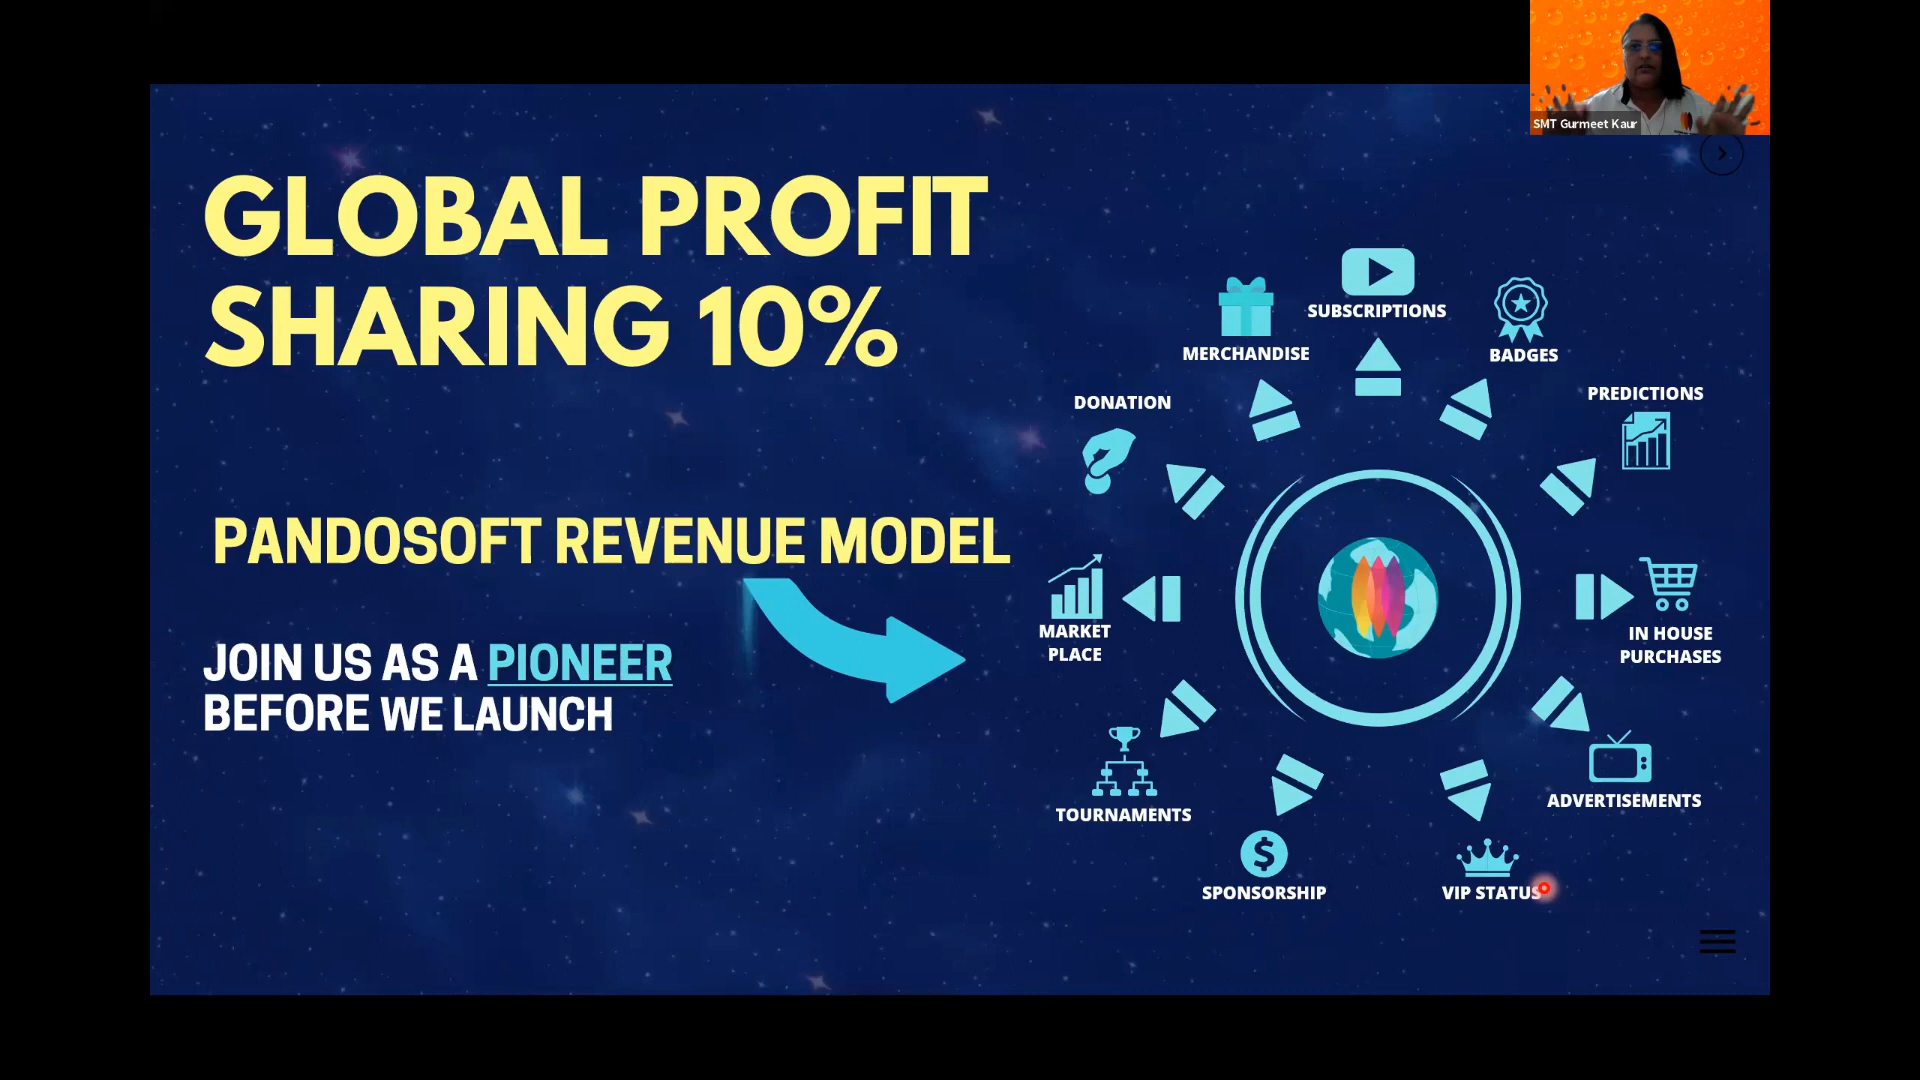 SMT Gurmeet Kaur
GLOBAL PROFIT
SHARING 10%
PANDOSOFT REVENUE MODEL
JOIN US AS A PIONEER
BEFORE WE LAUNCH
SUBSCRIPTIONS
MERCHANDISE
BADGES
DONATION
PREDICTIONS
MARKET
PLACE
IN HOUSE
PURCHASES
TOURNAMENTS
ADVERTISEMENTS
SPONSORSHIP
VIP STATUS